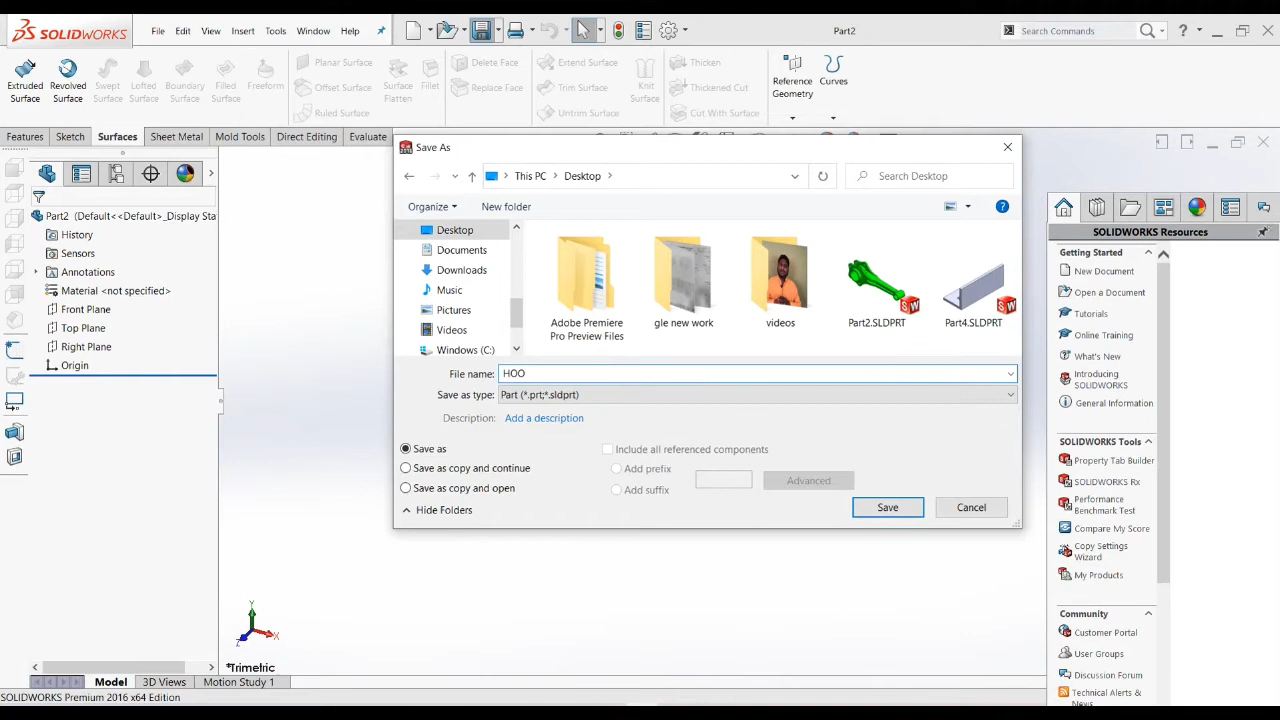 SOLIDWORKS
File
Edit
View
Insert
Tools
Window
Help
Part2
Search Commands
Extruded
Surface
Revolved
Surface
Swept
Surface
Lofted
Surface
Boundary
Surface
Filled
Surface
Freeform
Planar Surface
Offset Surface
Ruled Surface
Surface
Flatten
Fillet
Delete Face
Replace Face
Extend Surface
Trim Surface
Untrim Surface
Knit
Surface
Thicken
Thickened Cut
Cut With Surface
Reference
Geometry
Curves
Features
Sketch
Surfaces
Sheet Metal
Mold Tools
Direct Editing
Evaluate
Part2 (Default<<Default>_Display Sta
History
Sensors
Annotations
Material <not specified>
Front Plane
Top Plane
Right Plane
Origin
Save As
This PC
Desktop
Search Desktop
Organize
New folder
Desktop
Documents
Downloads
Music
Pictures
Videos
Windows (C:)
Adobe Premiere
Pro Preview Files
gle new work
videos
Part2.SLDPRT
Part4.SLDPRT
File name:
HOO
Save as type:
Part (*.prt;*.sldprt)
Description:
Add a description
Save as
Save as copy and continue
Save as copy and open
Include all referenced components
Add prefix
Add suffix
Advanced
Hide Folders
Save
Cancel
SOLIDWORKS Resources
Getting Started
New Document
Open a Document
Tutorials
Online Training
What's New
Introducing
SOLIDWORKS
General Information
SOLIDWORKS Tools
Property Tab Builder
SOLIDWORKS Rx
Performance
Benchmark Test
Compare My Score
Copy Settings
Wizard
My Products
Community
Customer Portal
User Groups
Discussion Forum
Technical Alerts &
News
Y
X
Z
*Trimetric
Model
3D Views
Motion Study 1
SOLIDWORKS Premium 2016 x64 Edition